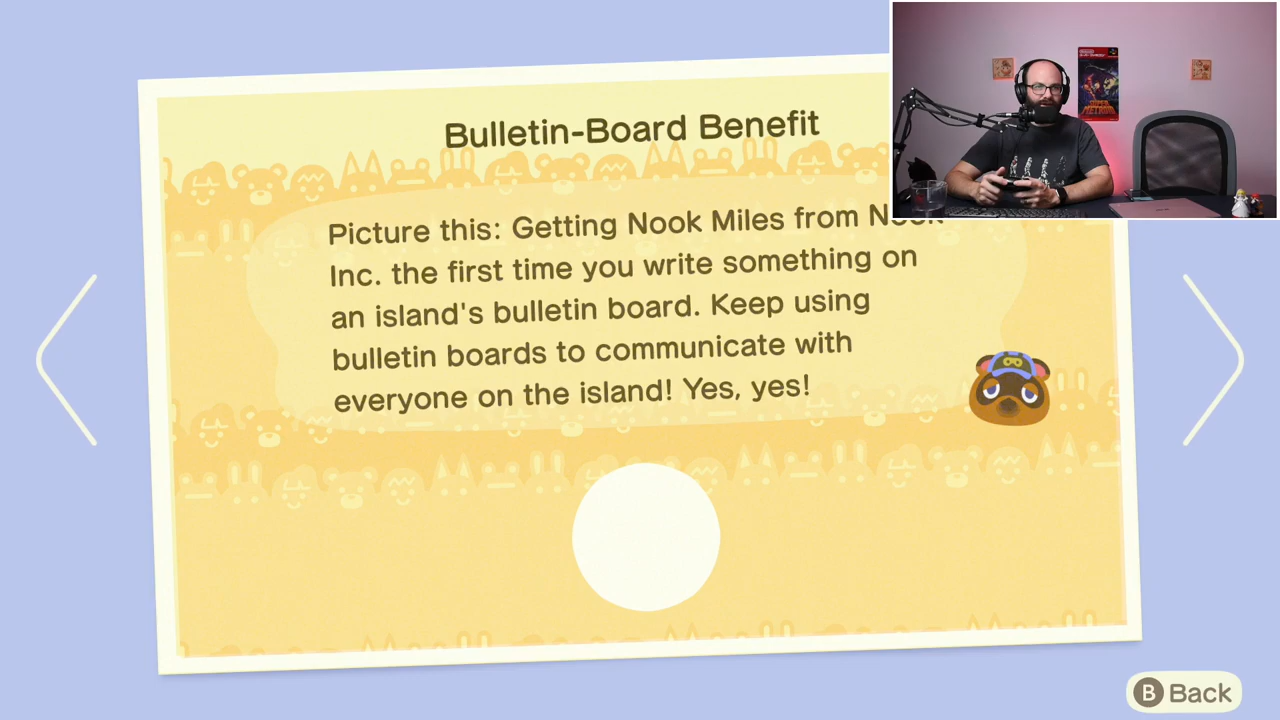 Bulletin-Board Benefit
Picture this: Getting Nook Miles from Nook
Inc. the first time you write something on
an island's bulletin board. Keep using
bulletin boards to communicate with
everyone on the island! Yes, yes!
B Back